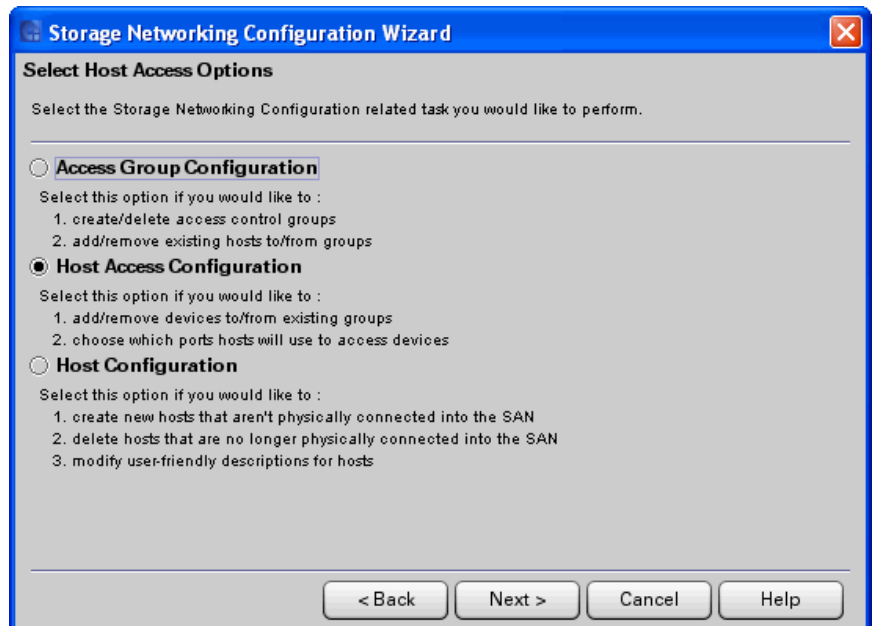 Storage Networking Configuration Wizard
Select Host Access Options
Select the Storage Networking Configuration related task you would like to perform.
Access Group Configuration
Select this option if you would like to :
1. create/delete access control groups
2. add/remove existing hosts to/from groups
Host Access Configuration
Select this option if you would like to :
1. add/remove devices to/from existing groups
2. choose which ports hosts will use to access devices
Host Configuration
Select this option if you would like to :
1. create new hosts that aren't physically connected into the SAN
2. delete hosts that are no longer physically connected into the SAN
3. modify user-friendly descriptions for hosts
< Back Next > Cancel Help